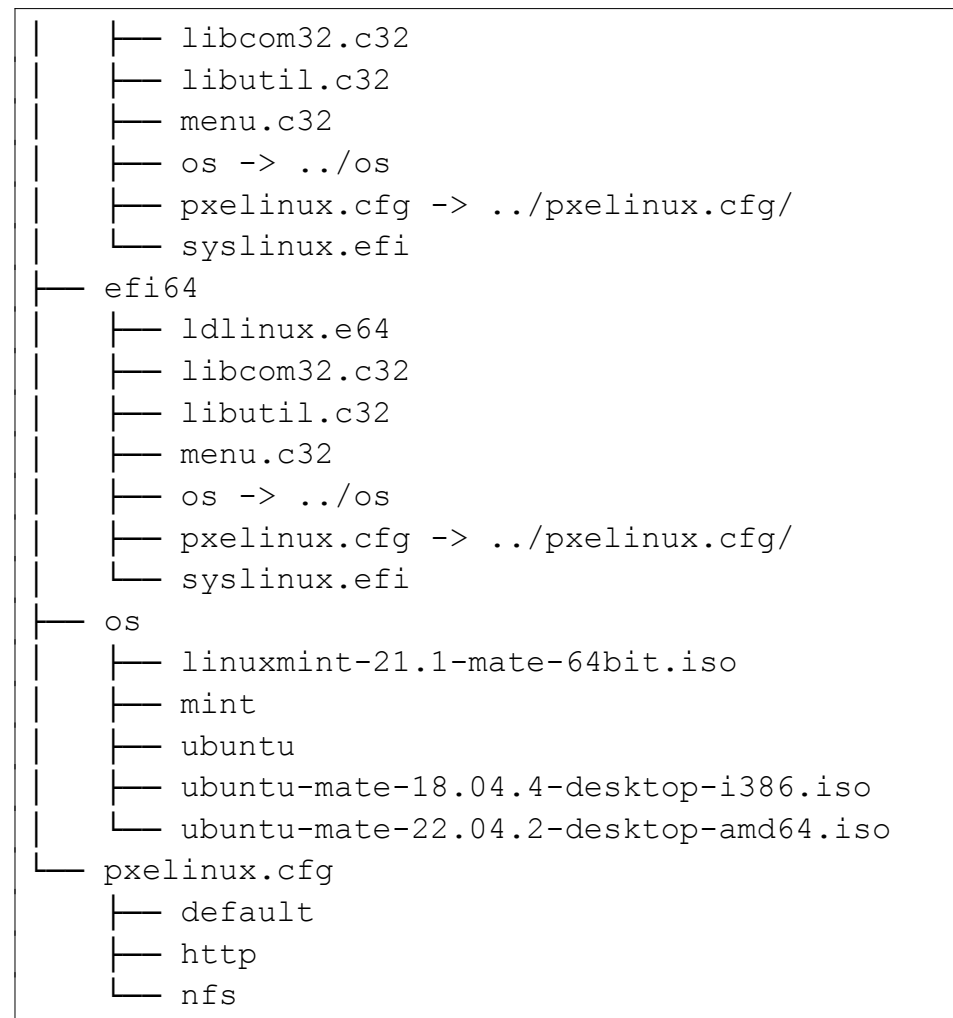 │   ├── libcom32.c32
│   ├── libutil.c32
│   ├── menu.c32
│   ├── os -> ../os
│   ├── pxelinux.cfg -> ../pxelinux.cfg/
│   └── syslinux.efi
├── efi64
│   ├── ldlinux.e64
│   ├── libcom32.c32
│   ├── libutil.c32
│   ├── menu.c32
│   ├── os -> ../os
│   ├── pxelinux.cfg -> ../pxelinux.cfg/
│   └── syslinux.efi
├── os
│   ├── linuxmint-21.1-mate-64bit.iso
│   ├── mint
│   ├── ubuntu
│   ├── ubuntu-mate-18.04.4-desktop-i386.iso
│   └── ubuntu-mate-22.04.2-desktop-amd64.iso
└── pxelinux.cfg
    ├── default
    ├── http
    └── nfs